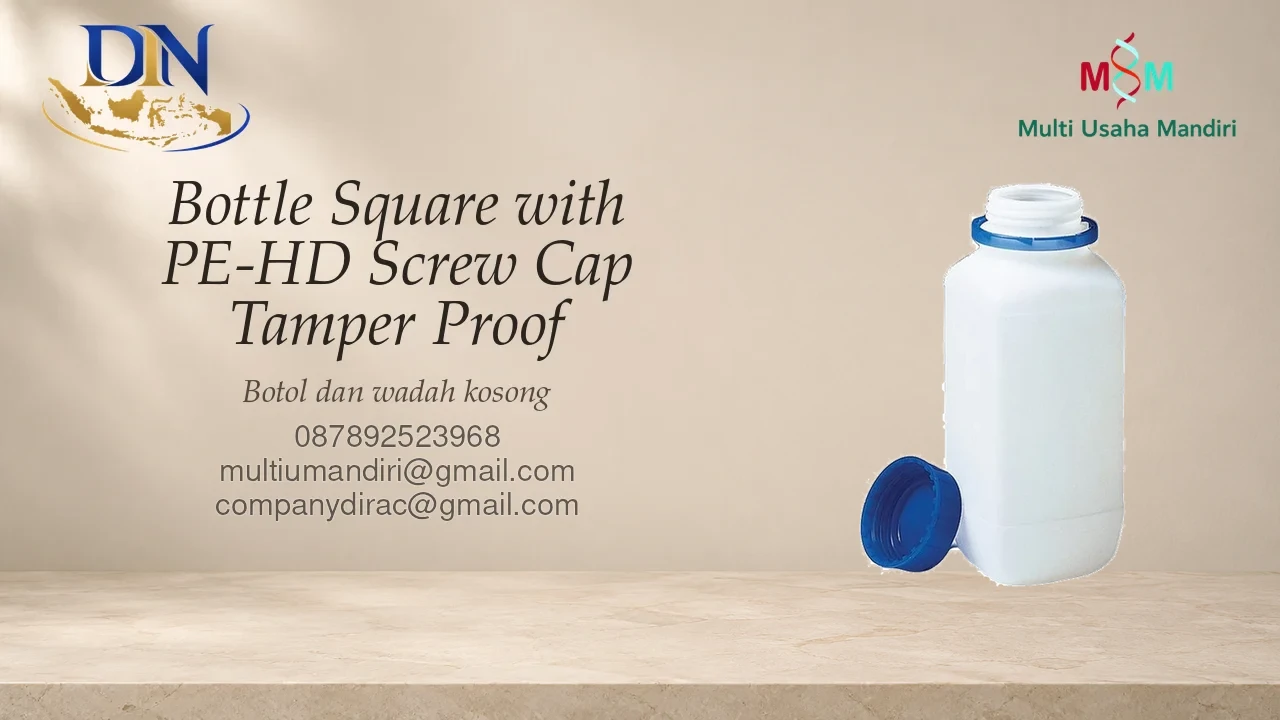 DN
MSM
Multi Usaha Mandiri
Bottle Square with
PE-HD Screw Cap
Tamper Proof
Botol dan wadah kosong
087892523968
multiumandiri@gmail.com
companydirac@gmail.com